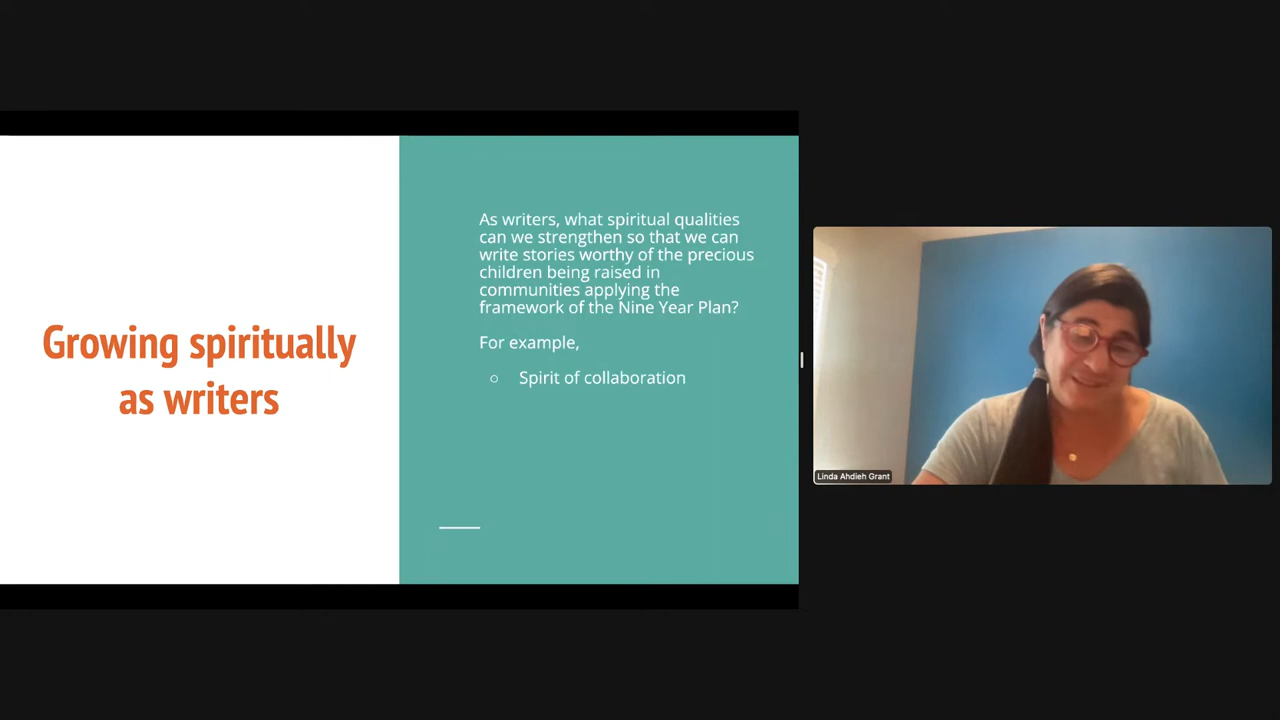 Growing spiritually
as writers
As writers, what spiritual qualities
can we strengthen so that we can
write stories worthy of the precious
children being raised in
communities applying the
framework of the Nine Year Plan?
For example,
○ Spirit of collaboration
Linda Ahdieh Grant